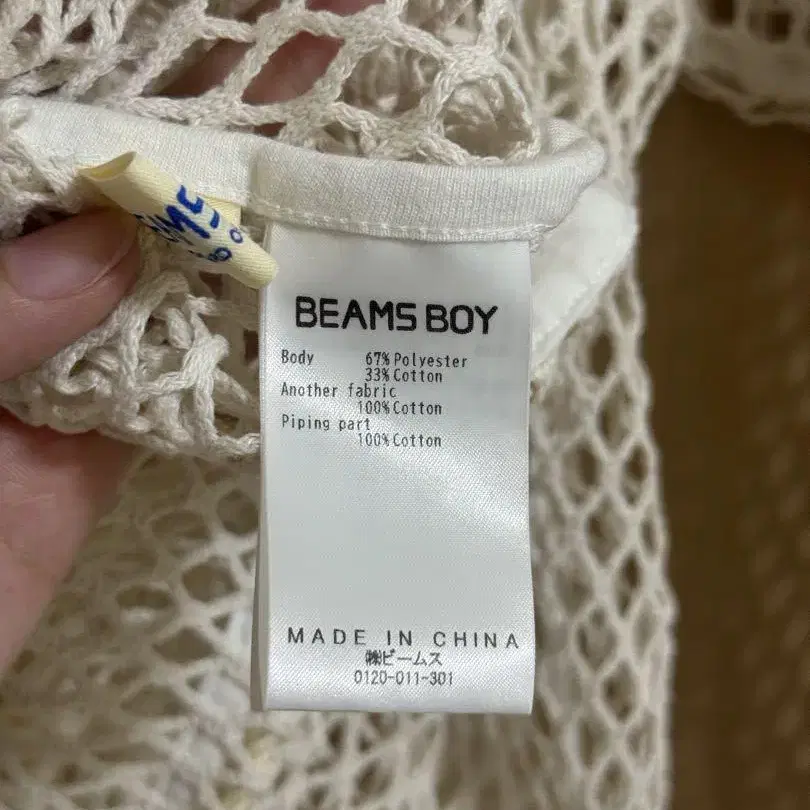 BEAMS BOY
Body 67% Polyester
33% Cotton
Another fabric
100% Cotton
Piping part
100% Cotton
MADE IN CHINA
㈱ビームス
0120-011-301